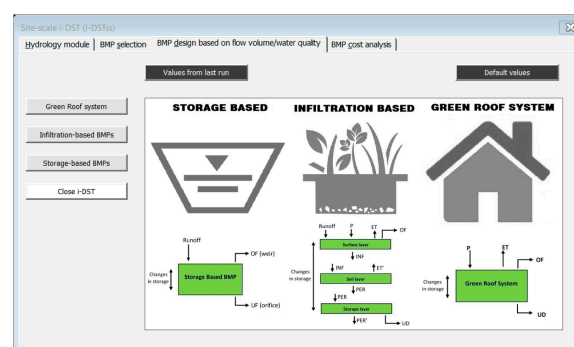 Site-scale i-DST (i-DSTss)
Hydrology module
BMP selection
BMP design based on flow volume/water quality
BMP cost analysis
Values from last run
Default values
Green Roof system
Infiltration-based BMPs
Storage-based BMPs
Close i-DST
STORAGE BASED
INFILTRATION BASED
GREEN ROOF SYSTEM
Runoff
OF (weir)
Changes
in storage
Storage Based BMP
UF (orifice)
Runoff
P
ET
OF
Surface layer
INF
INF
ET'
Changes
in storage
Soil layer
PER
PER
Storage layer
PER'
UD
P
ET
OF
Changes
in storage
Green Roof System
UD